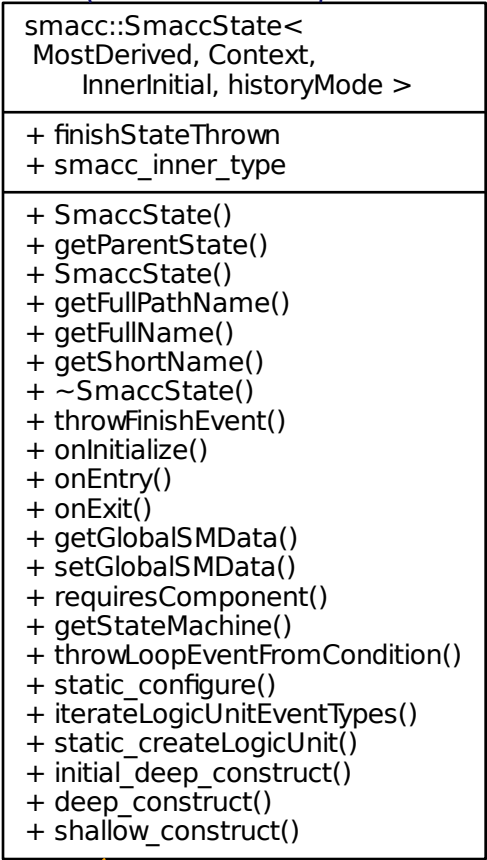 smacc::SmaccState<
MostDerived, Context,
InnerInitial, historyMode >
+ finishStateThrown
+ smacc_inner_type
+ SmaccState()
+ getParentState()
+ SmaccState()
+ getFullPathName()
+ getFullName()
+ getShortName()
+ ~SmaccState()
+ throwFinishEvent()
+ onInitialize()
+ onEntry()
+ onExit()
+ getGlobalSMData()
+ setGlobalSMData()
+ requiresComponent()
+ getStateMachine()
+ throwLoopEventFromCondition()
+ static_configure()
+ iterateLogicUnitEventTypes()
+ static_createLogicUnit()
+ initial_deep_construct()
+ deep_construct()
+ shallow_construct()